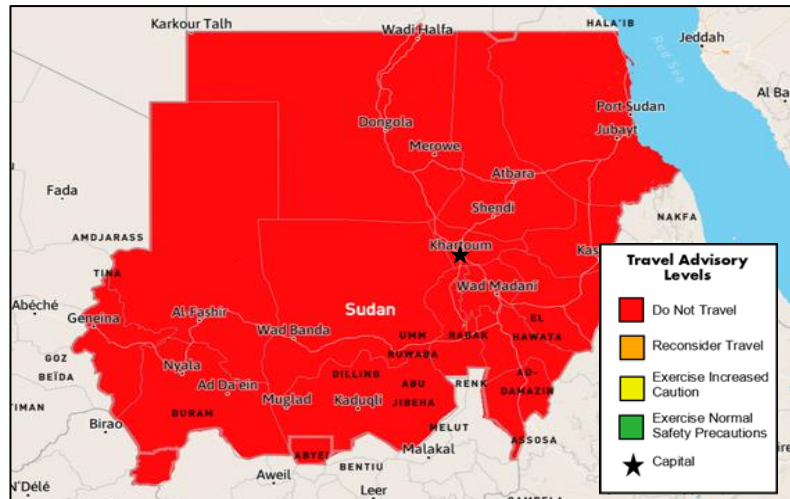 Karkour Talh
Wadi Halfa
HALA'IB
Jeddah
Red Sea
Al Ba
Port Sudan
Jubayt
Dongola
Merowe
Atbara
Fada
Shendi
NAKFA
AMDJARASS
Khartoum
Kas
TINA
Wad Madani
Abéché
Geneina
Al Fashir
Sudan
EL
HAWATA
Wad Banda
UMM
RUWABA
RABAK
GOZ
BEÏDA
Nyala
DILLING
RENK
AD-
DAMAZIN
Ad Da'ein
ABU
JIBEHA
Muglad
Kaduqli
TIMAN
BURAM
Birao
MELUT
Malakal
ASSOSA
ABYEI
BENTIU
Aweil
N'Délé
Leer
GAMBELA
Travel Advisory
Levels
Do Not Travel
Reconsider Travel
Exercise Increased
Caution
Exercise Normal
Safety Precautions
Capital